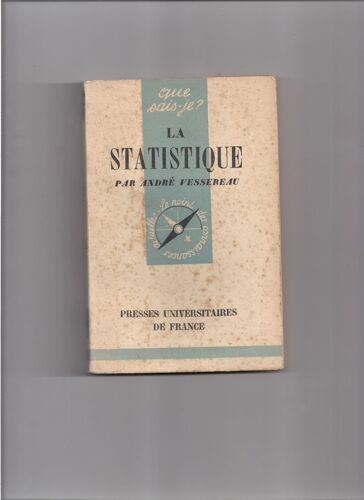 que
sais-je?
LA
STATISTIQUE
PAR ANDRÉ VESSEREAU
le point des connaissances
actuelles
PRESSES UNIVERSITAIRES
DE FRANCE